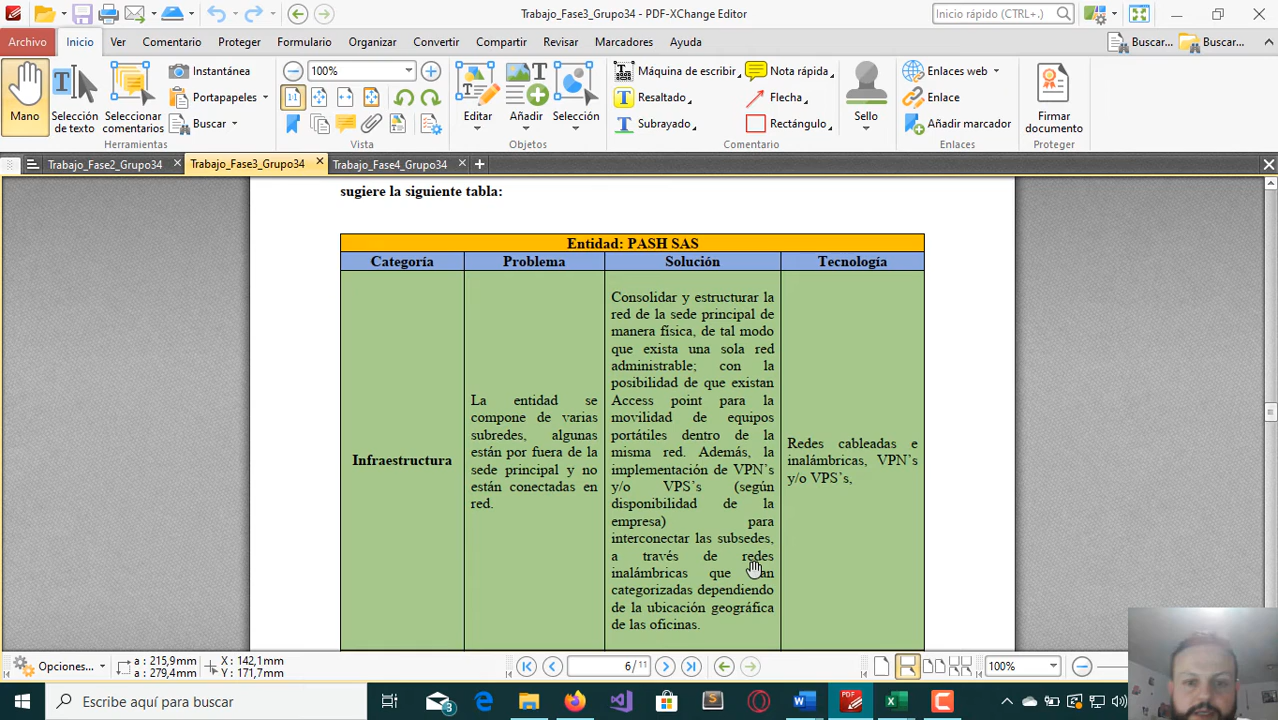 Trabajo_Fase3_Grupo34 - PDF-XChange Editor
Inicio rápido (CTRL+.)
Archivo Inicio Ver Comentario Proteger Formulario Organizar Convertir Compartir Revisar Marcadores Ayuda
Buscar... Buscar...
Mano
Selección de texto
Seleccionar comentarios
Instantánea
Portapapeles
Buscar
Herramientas
100%
Vista
Editar
Añadir
Selección
Objetos
Máquina de escribir
Resaltado
Subrayado
Nota rápida
Flecha
Rectángulo
Sello
Comentario
Enlaces web
Enlace
Añadir marcador
Enlaces
Firmar documento
Proteger
Trabajo_Fase2_Grupo34 Trabajo_Fase3_Grupo34 Trabajo_Fase4_Grupo34
sugiere la siguiente tabla:
Entidad: PASH SAS
Categoría Problema Solución Tecnología
Infraestructura
La entidad se
compone de varias
subredes, algunas
están por fuera de la
sede principal y no
están conectadas en
red.
Consolidar y estructurar la
red de la sede principal de
manera física, de tal modo
que exista una sola red
administrable; con la
posibilidad de que existan
Access point para la
movilidad de equipos
portátiles dentro de la
misma red. Además, la
implementación de VPN's
y/o VPS's (según
disponibilidad de la
empresa) para
interconectar las subsedes,
a través de redes
inalámbricas que
categorizadas dependiendo
de la ubicación geográfica
de las oficinas.
Redes cableadas e
inalámbricas, VPN's
y/o VPS's,
Opciones...
a : 215,9mm
a : 279,4mm
X : 142,1mm
Y : 171,7mm
6 / 11
100%
Escribe aquí para buscar
3
PDF